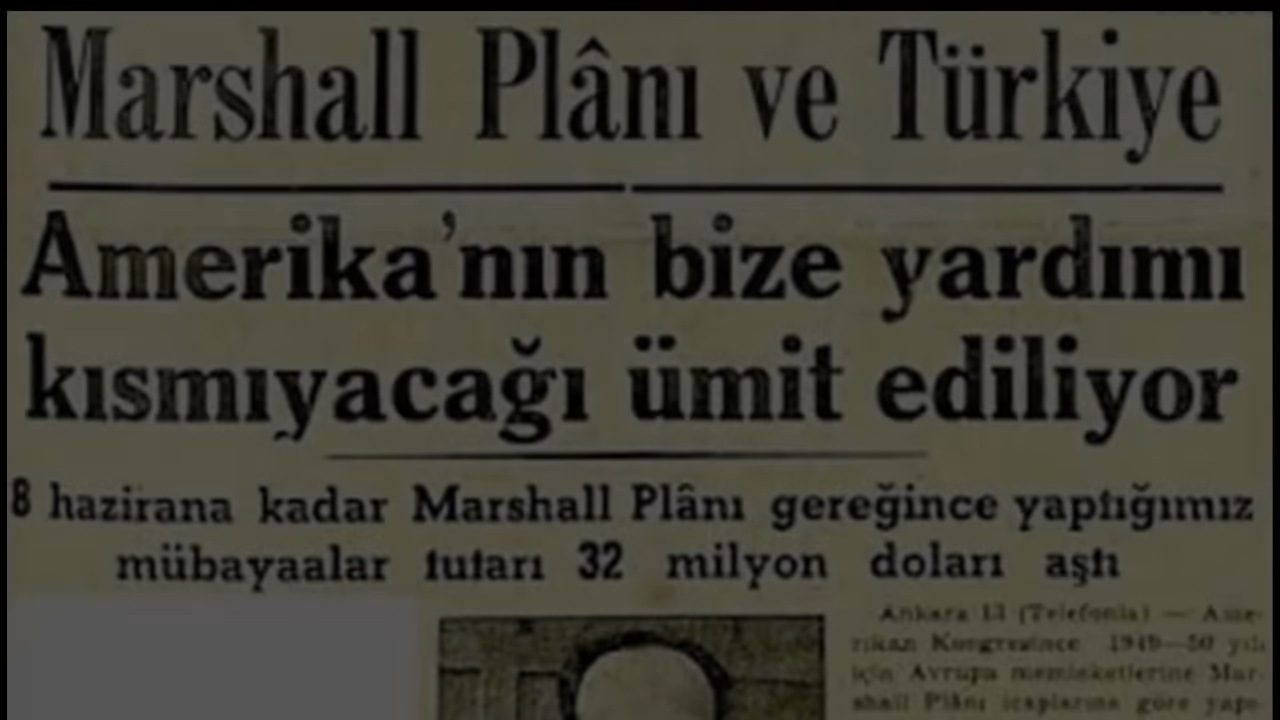 Marshall Plânı ve Türkiye
Amerika'nın bize yardımı
kısmıyacağı ümit ediliyor
8 hazirana kadar Marshall Plânı gereğince yaptığımız
mübayaalar tutarı 32 milyon doları aştı
Ankara 13 (Telefonla) — Ame-
rikan Kongresince 1949—50 yılı
için Avrupa memleketlerine Mar-
shall Plânı icaplarına göre yapı-